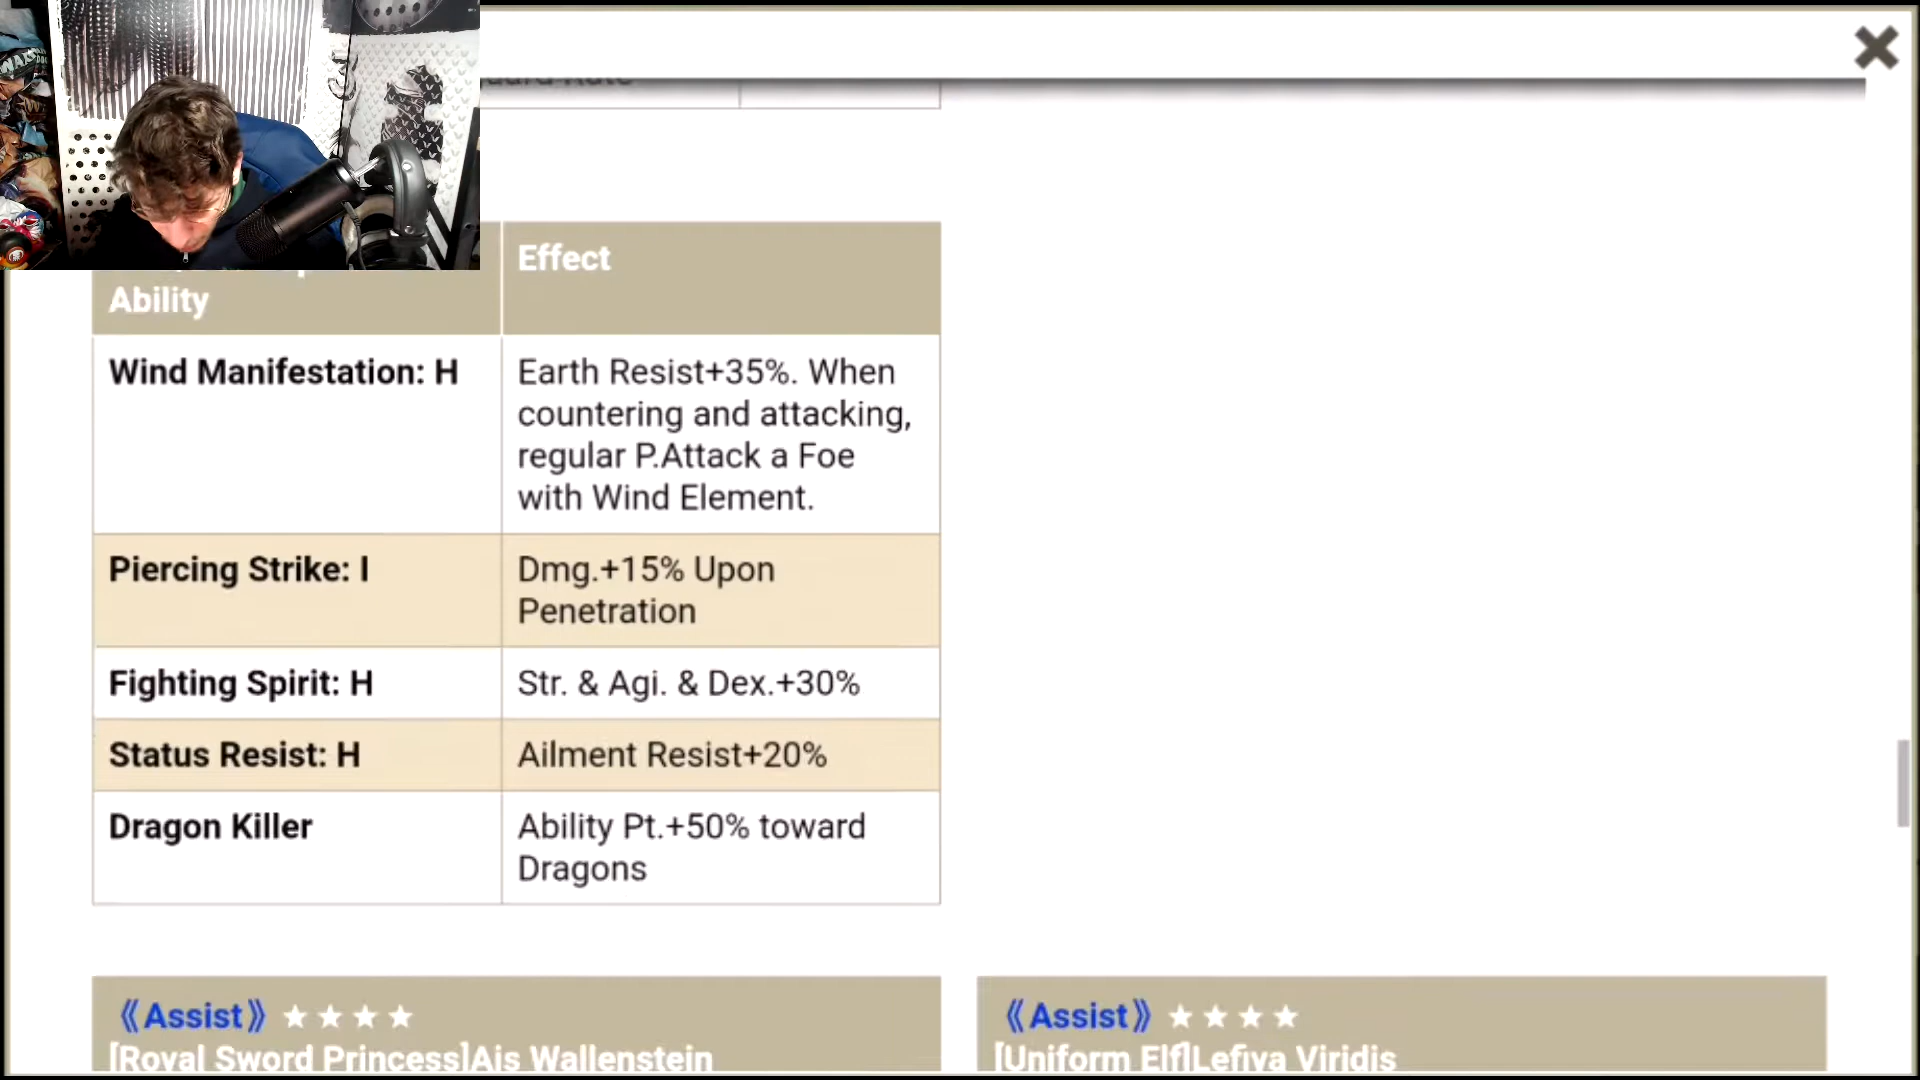 Effect
Ability
Wind Manifestation: H
Earth Resist+35%. When
countering and attacking,
regular P.Attack a Foe
with Wind Element.
Piercing Strike: I
Dmg.+15% Upon
Penetration
Fighting Spirit: H
Str. & Agi. & Dex.+30%
Status Resist: H
Ailment Resist+20%
Dragon Killer
Ability Pt.+50% toward
Dragons
《Assist》 ★ ★ ★ ★
[Royal Sword Princess]Ais Wallenstein
《Assist》 ★ ★ ★ ★
[Uniform Elf]Lefiya Viridis